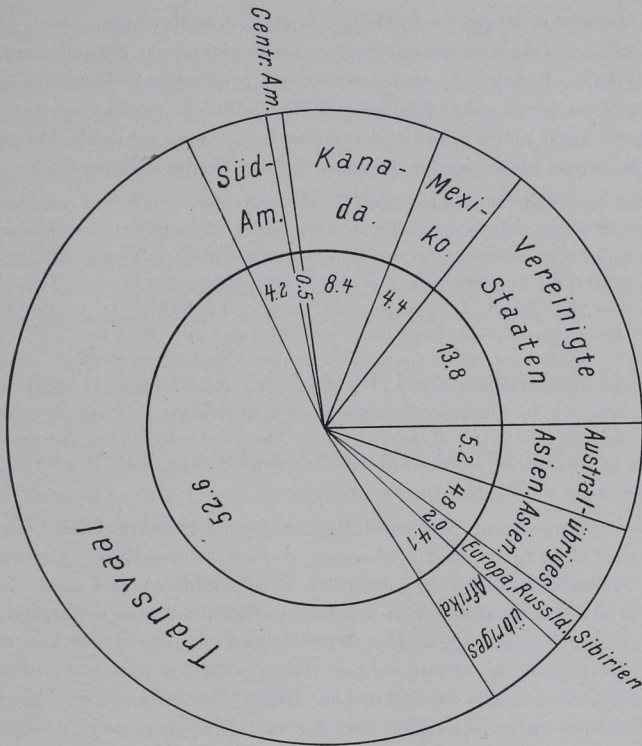 Centr. Am.
Süd-
Am.
Kana-
da.
Mexi-
ko.
Vereinigte
Staaten
4.2
0.5
8.4
4.4
13.8
5.2
Austral-
Asien.
4.8
übriges
Asien.
2.0
Europa, Russld, Sibirien
4.1
übriges
Afrika
52.6
Transvaal